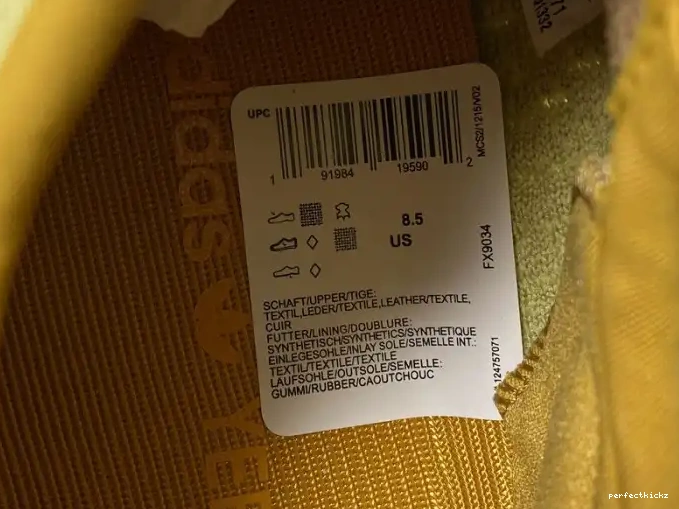 71
1332
adidas
UPC
1 91984 19590 2
MCS2/1215/V02
8.5
US
FX9034
SCHAFT/UPPER/TIGE:
TEXTIL,LEDER/TEXTILE,LEATHER/TEXTILE,
CUIR
FUTTER/LINING/DOUBLURE:
SYNTHETISCH/SYNTHETICS/SYNTHETIQUE
EINLEGESOHLE/INLAY SOLE/SEMELLE INT.:
TEXTIL/TEXTILE/TEXTILE
LAUFSOHLE/OUTSOLE/SEMELLE:
GUMMI/RUBBER/CAOUTCHOUC
124757071
perfectkickz